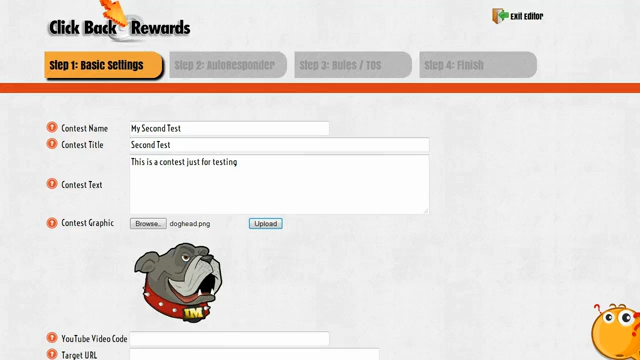 Click Back Rewards
Exit Editor
Step 1: Basic Settings
Step 2: AutoResponder
Step 3: Rules / TOS
Step 4: Finish
Contest Name
My Second Test
Contest Title
Second Test
Contest Text
This is a contest just for testing
Contest Graphic
Browse..
doghead.png
Upload
IM
YouTube Video Code
Target URL